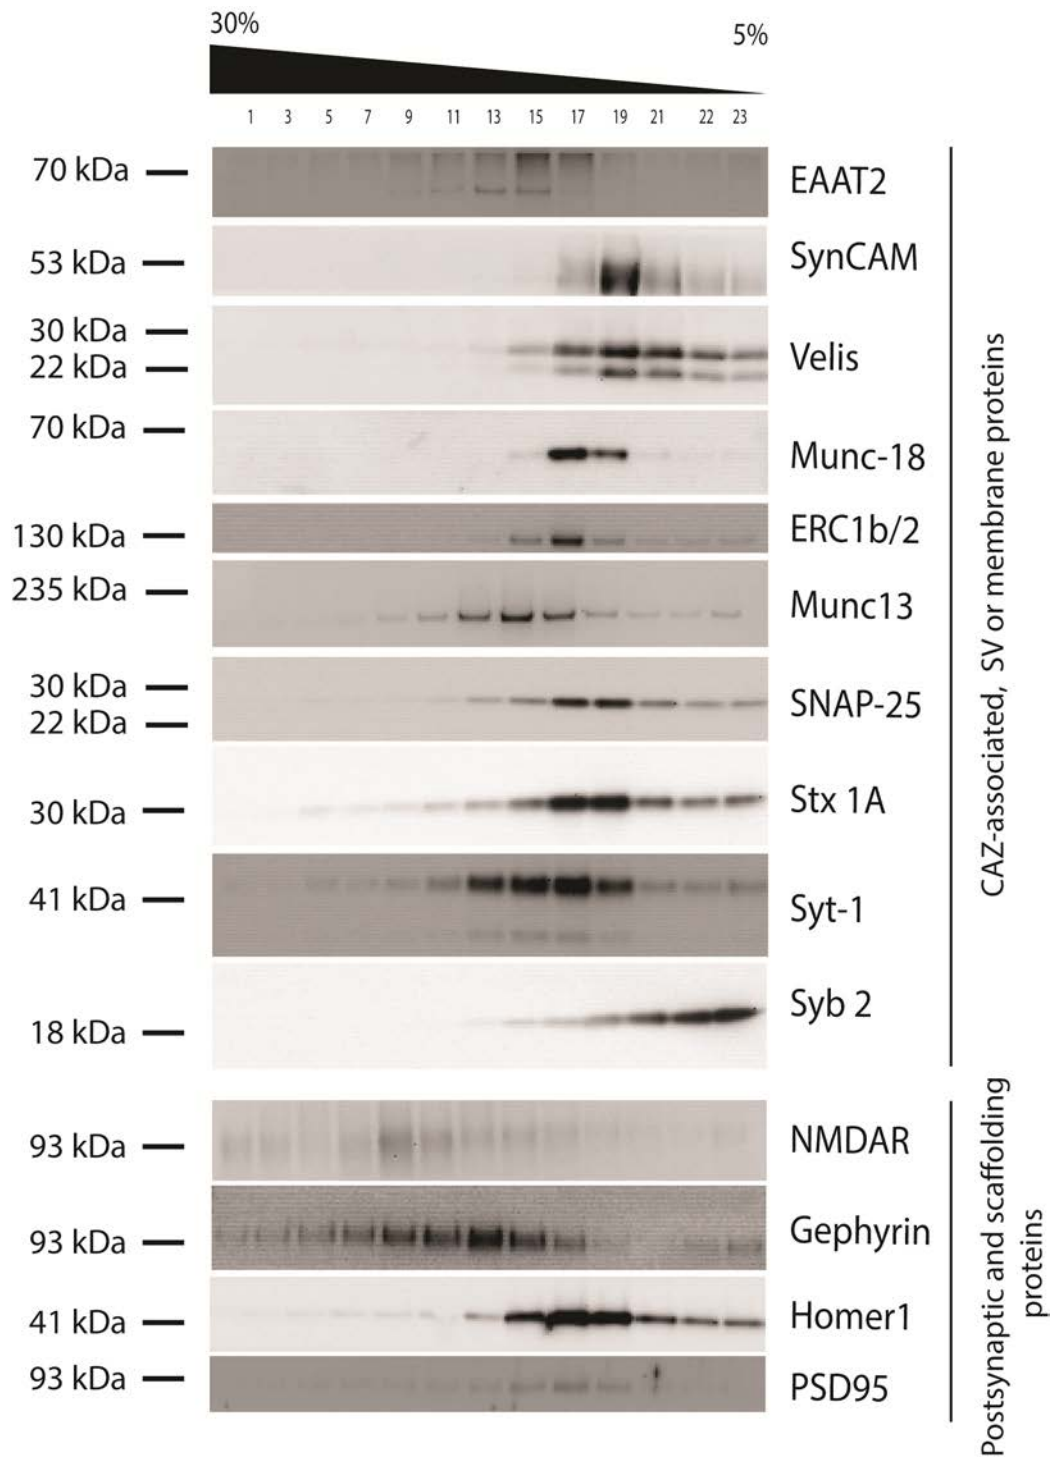 30%
5%
1 3 5 7 9 11 13 15 17 19 21 22 23
70 kDa
EAAT2
53 kDa
SynCAM
30 kDa
22 kDa
Velis
70 kDa
Munc-18
130 kDa
ERC1b/2
235 kDa
Munc13
30 kDa
22 kDa
SNAP-25
30 kDa
Stx 1A
41 kDa
Syt-1
18 kDa
Syb 2
CAZ-associated, SV or membrane proteins
93 kDa
NMDAR
93 kDa
Gephyrin
41 kDa
Homer1
93 kDa
PSD95
Postsynaptic and scaffolding
proteins